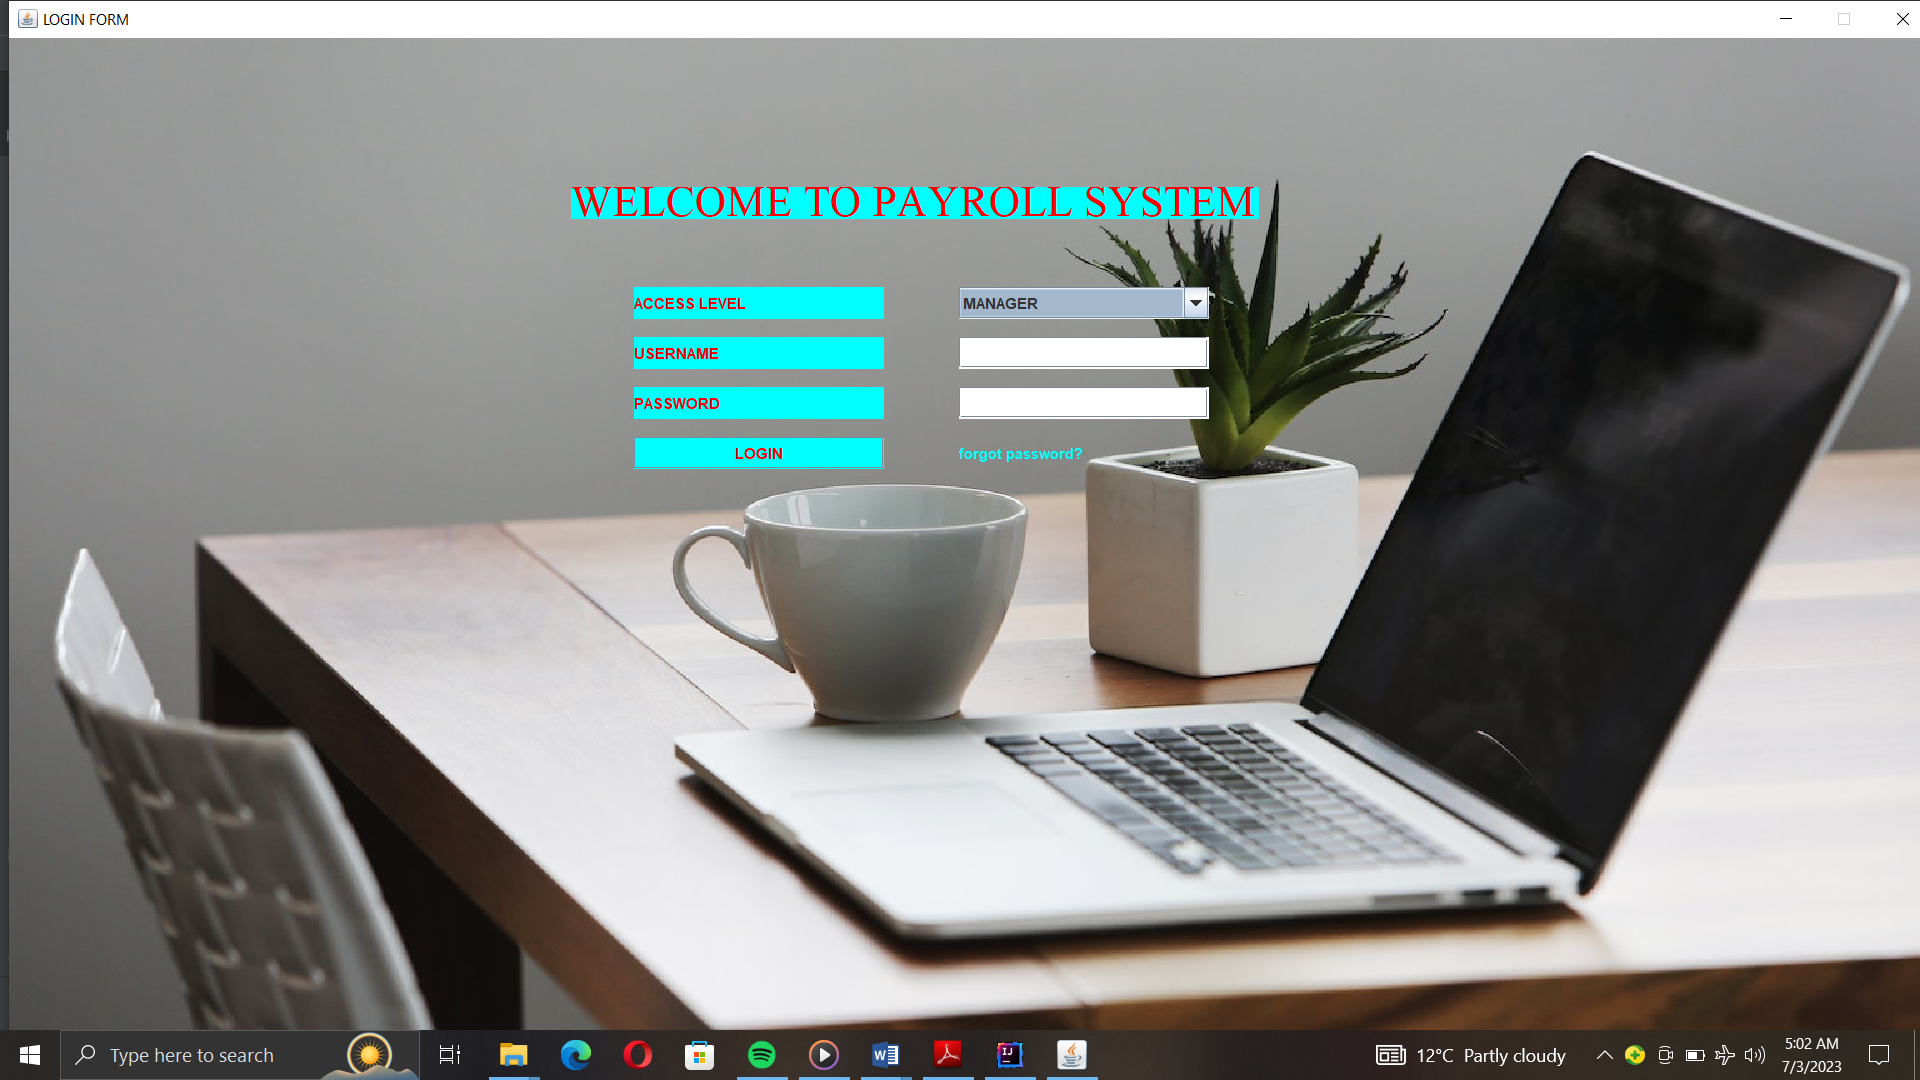 LOGIN FORM
WELCOME TO PAYROLL SYSTEM
ACCESS LEVEL MANAGER
USERNAME
PASSWORD
LOGIN forgot password?
Type here to search
12°C Partly cloudy
5:02 AM
7/3/2023